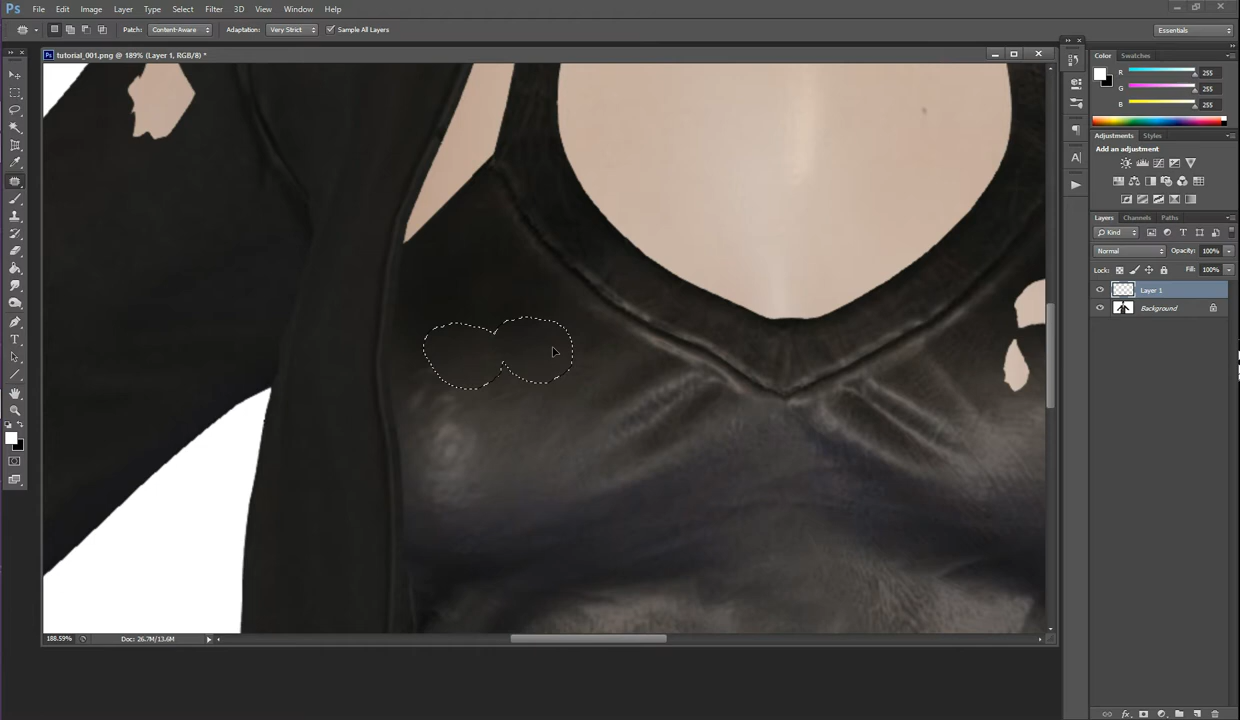 Ps File Edit Image Layer Type Select Filter 3D View Window Help
Patch: Content-Aware Adaptation: Very Strict Sample All Layers Essentials
tutorial_001.png @ 189% (Layer 1, RGB/8) *
Color Swatches
R 255
G 255
B 255
Adjustments Styles
Add an adjustment
Layers Channels Paths
Kind
Normal Opacity: 100%
Lock: Fill: 100%
Layer 1
Background
188.59% Doc: 26.7M/13.6M